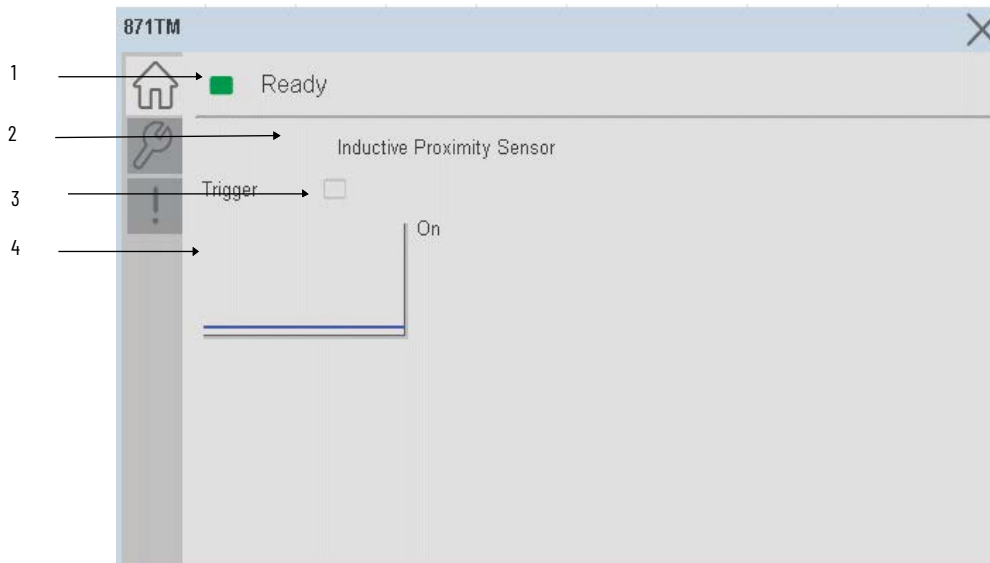 871TM
1
Ready
2
Inductive Proximity Sensor
3
Trigger
4
On